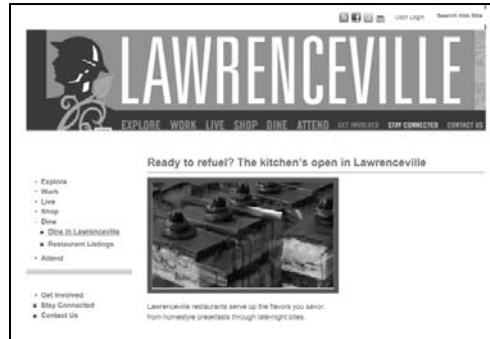 User Login Search this Site
LAWRENCEVILLE
EXPLORE WORK LIVE SHOP DINE ATTEND GET INVOLVED STAY CONNECTED CONTACT US
Ready to refuel? The kitchen's open in Lawrenceville
Explore
Work
Live
Shop
Dine
Dine in Lawrenceville
Restaurant Listings
Attend
Get Involved
Stay Connected
Contact Us
Lawrenceville restaurants serve up the flavors you savor,
from homestyle breakfasts through late-night bites.